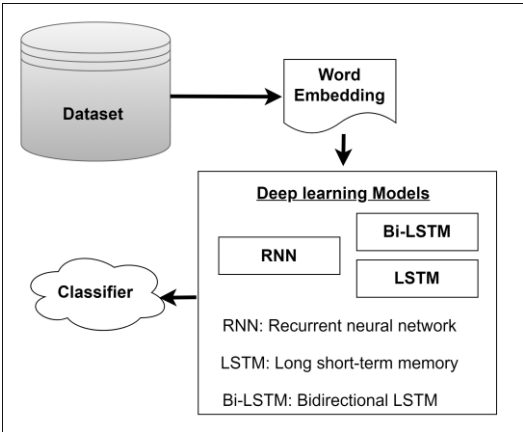 Dataset
Word
Embedding
Deep learning Models
Bi-LSTM
RNN
LSTM
Classifier
RNN: Recurrent neural network
LSTM: Long short-term memory
Bi-LSTM: Bidirectional LSTM